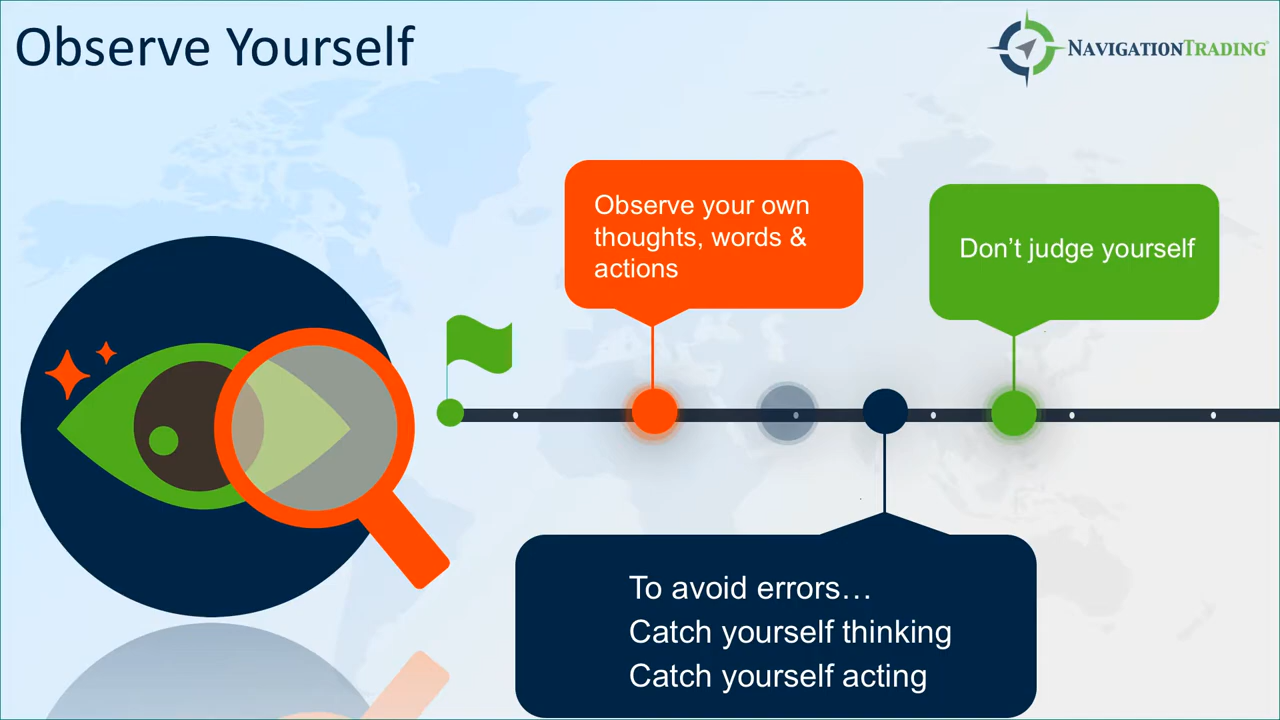 Observe Yourself
NAVIGATIONTRADING
Observe your own
thoughts, words &
actions
Don’t judge yourself
To avoid errors…
Catch yourself thinking
Catch yourself acting